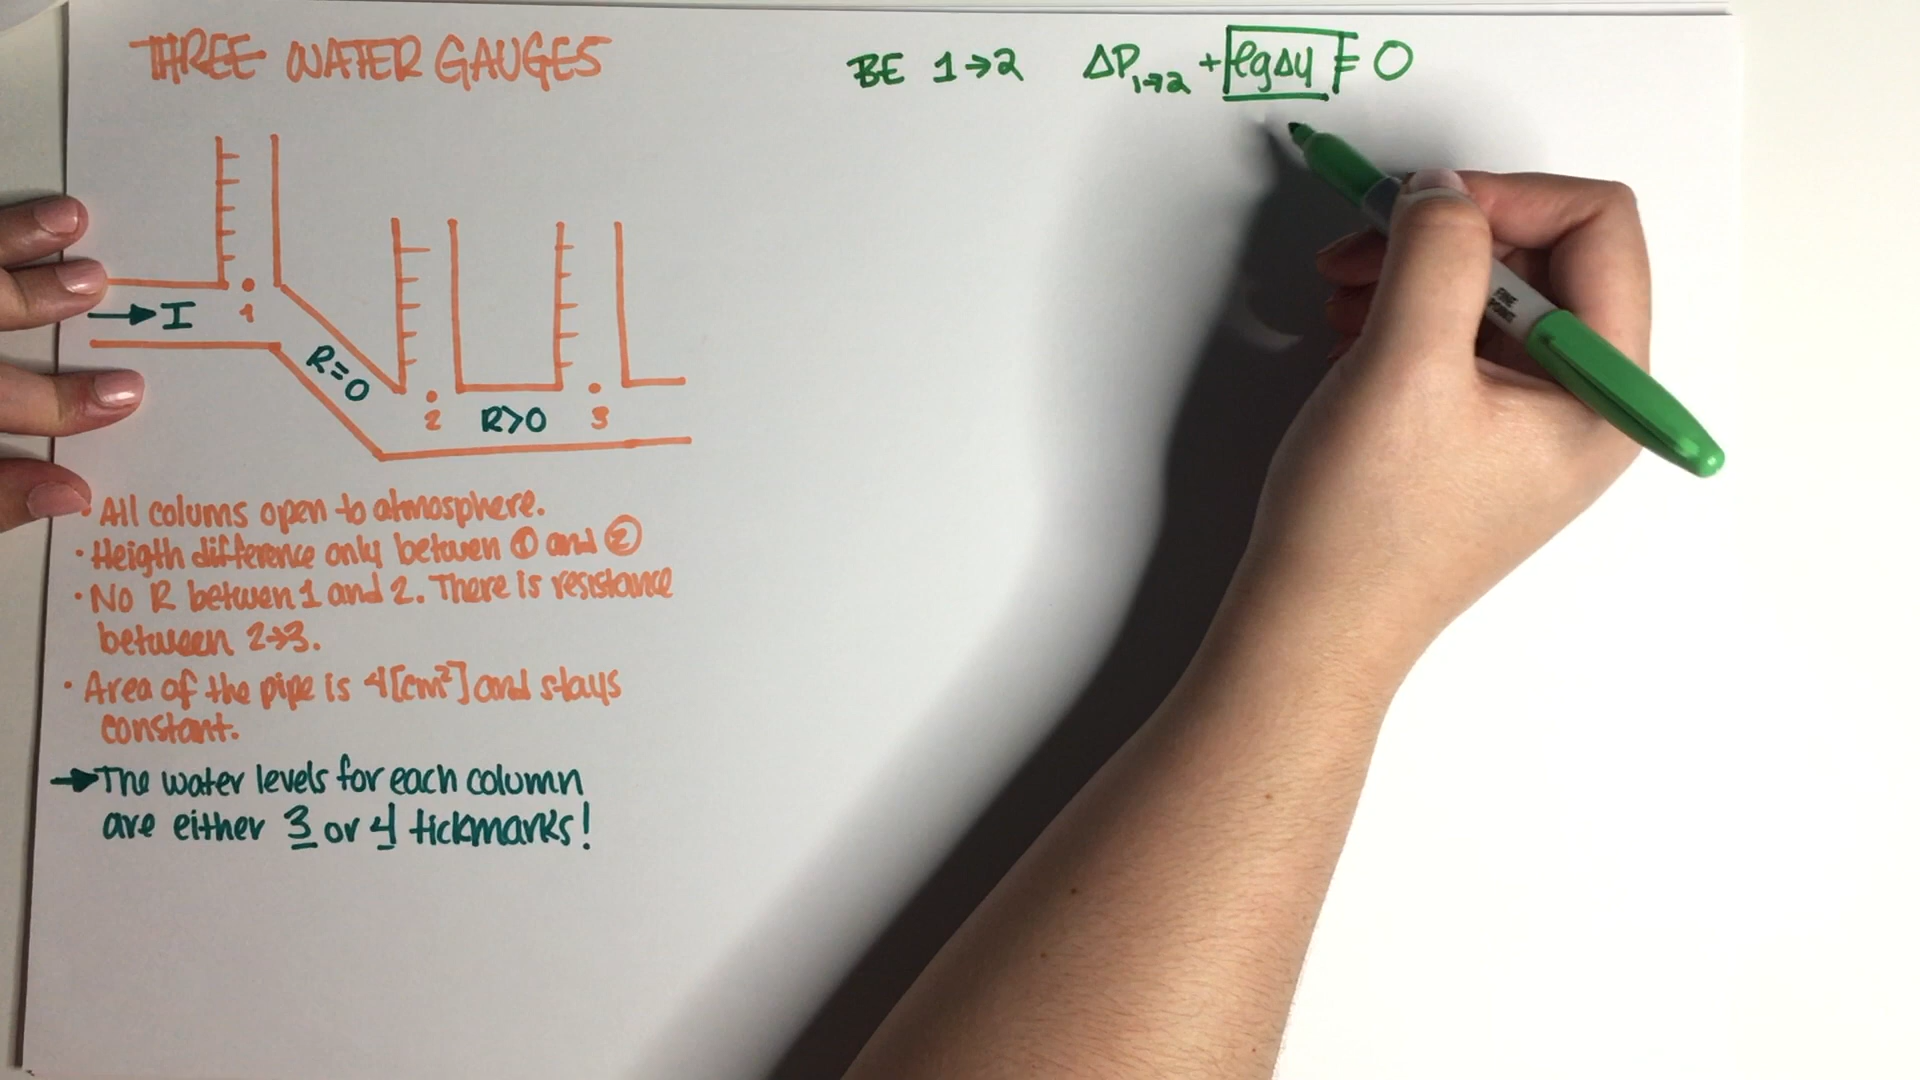 THREE WATER GAUGES
BE 1→2 ΔP1→2 + ρgΔy = 0
→ I
1
R=0
2
R>0
3
• All colums open to atmosphere.
• Heigth difference only betwen ① and ②
• No R betwen 1 and 2. There is resistance
between 2→3.
• Area of the pipe is 4[cm²] and stays
constant.
→ The water levels for each column
are either 3 or 4 tickmarks!
FINE
POINT